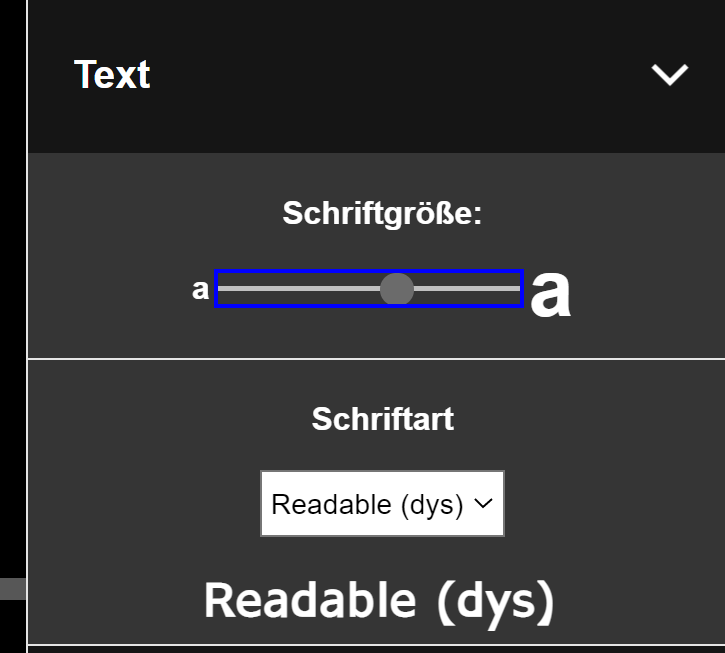 Text
Schriftgröße:
a a
Schriftart
Readable (dys)
Readable (dys)